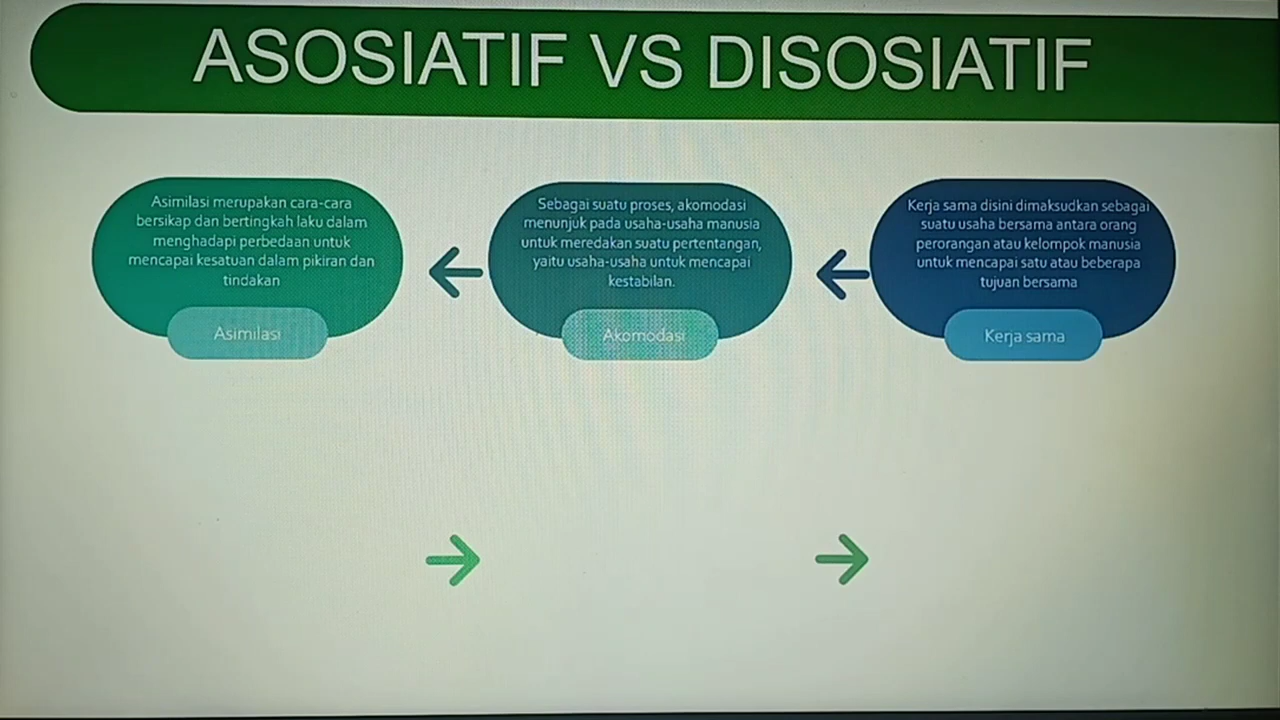 ASOSIATIF VS DISOSIATIF
Asimilasi merupakan cara-cara
bersikap dan bertingkah laku dalam
menghadapi perbedaan untuk
mencapai kesatuan dalam pikiran dan
tindakan
Asimilasi
Sebagai suatu proses, akomodasi
menunjuk pada usaha-usaha manusia
untuk meredakan suatu pertentangan,
yaitu usaha-usaha untuk mencapai
kestabilan.
Akomodasi
Kerja sama disini dimaksudkan sebagai
suatu usaha bersama antara orang
perorangan atau kelompok manusia
untuk mencapai satu atau beberapa
tujuan bersama
Kerja sama